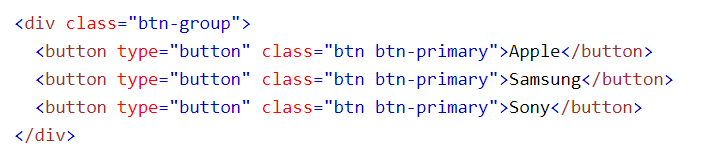 <div class="btn-group">
  <button type="button" class="btn btn-primary">Apple</button>
  <button type="button" class="btn btn-primary">Samsung</button>
  <button type="button" class="btn btn-primary">Sony</button>
</div>